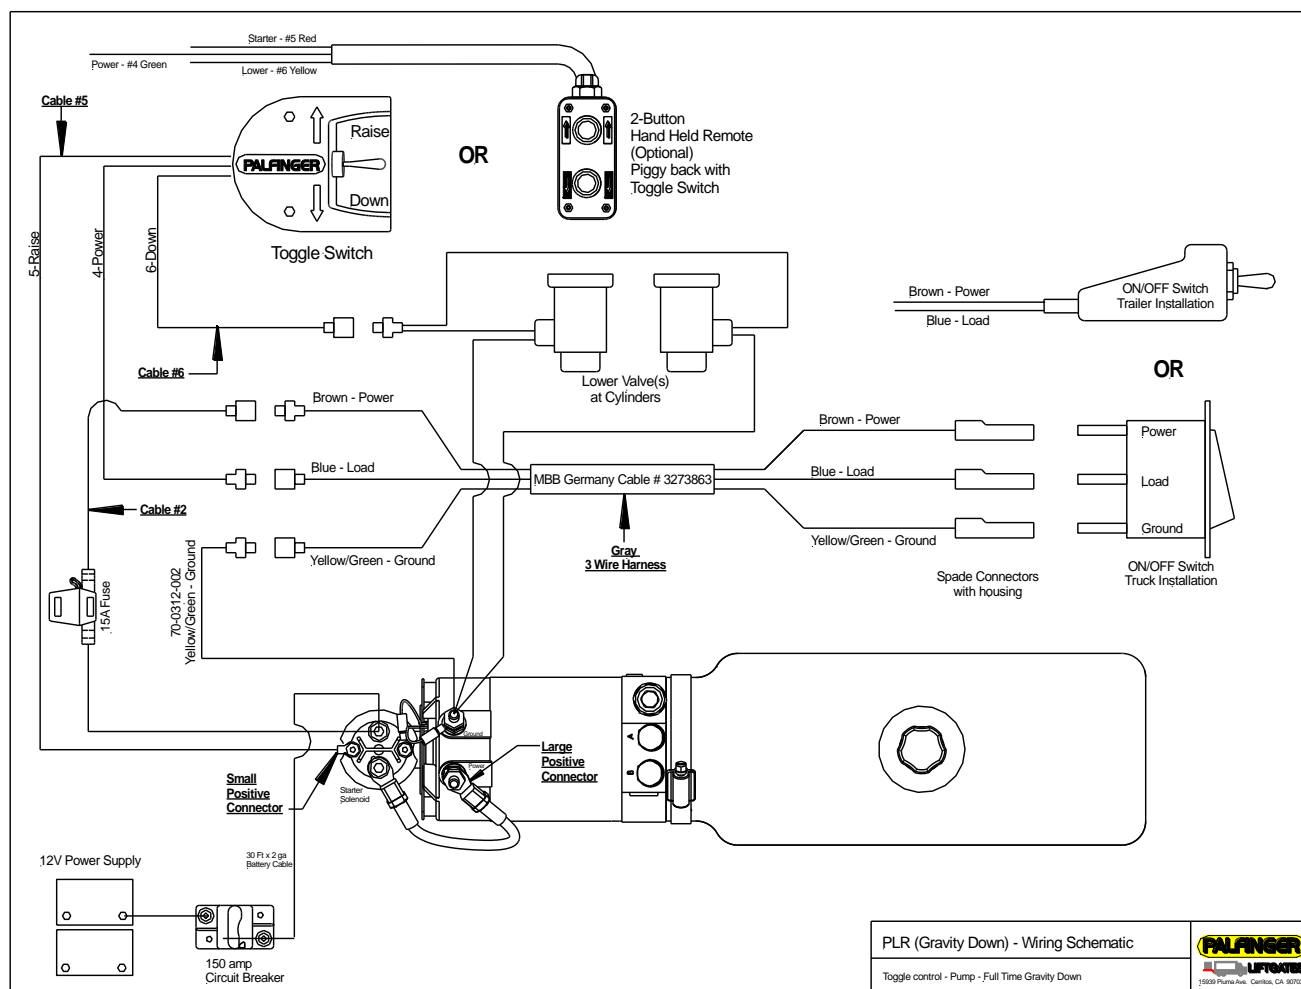 Starter - #5 Red
Power - #4 Green
Lower - #6 Yellow
Cable #5
Raise
PALFINGER
Down
Toggle Switch
OR
2-Button
Hand Held Remote
(Optional)
Piggy back with
Toggle Switch
5-Raise
4-Power
6-Down
Cable #6
Lower Valve(s)
at Cylinders
Brown - Power
Blue - Load
ON/OFF Switch
Trailer Installation
OR
Brown - Power
Blue - Load
Yellow/Green - Ground
MBB Germany Cable # 3273863
Gray
3 Wire Harness
Brown - Power
Blue - Load
Yellow/Green - Ground
Spade Connectors
with housing
Power
Load
Ground
ON/OFF Switch
Truck Installation
Cable #2
15A Fuse
70-0312-002
Yellow/Green - Ground
Ground
Power
A
B
Large
Positive
Connector
Small
Positive
Connector
Starter
Solenoid
30 Ft x 2 ga
Battery Cable
12V Power Supply
150 amp
Circuit Breaker
PLR (Gravity Down) - Wiring Schematic
Toggle control - Pump - Full Time Gravity Down
PALFINGER
LIFTGATES
15939 Piuma Ave. Cerritos, CA 90703